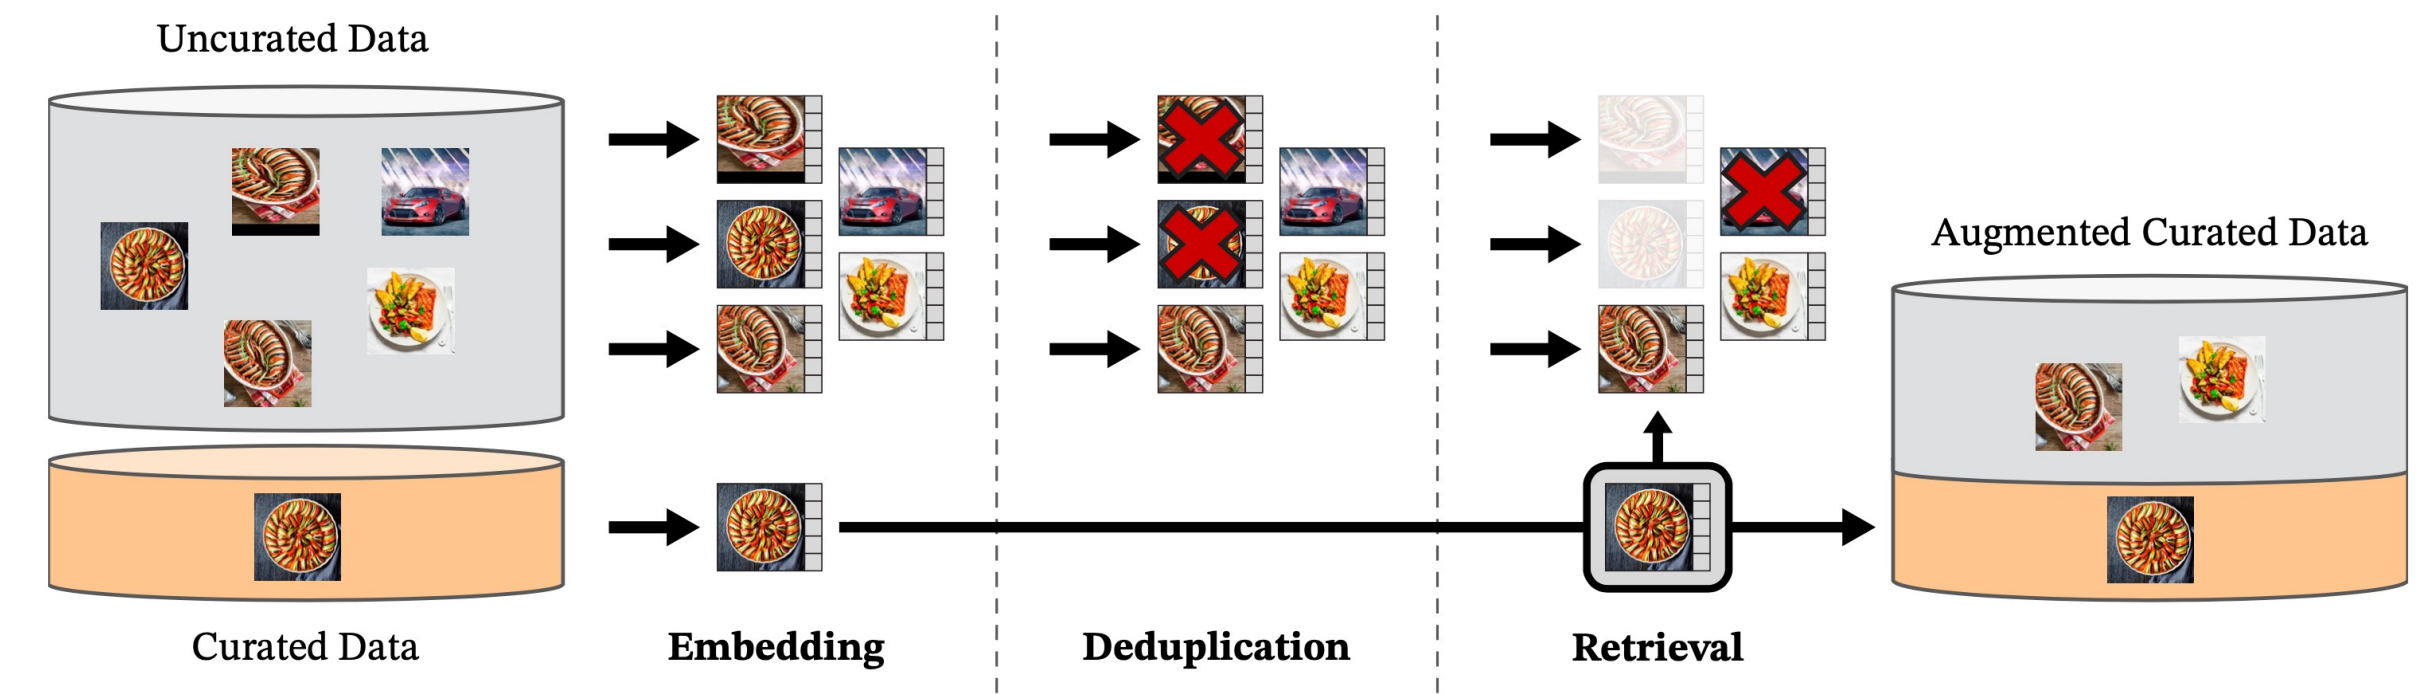 Uncurated Data
Augmented Curated Data
Curated Data
Embedding
Deduplication
Retrieval